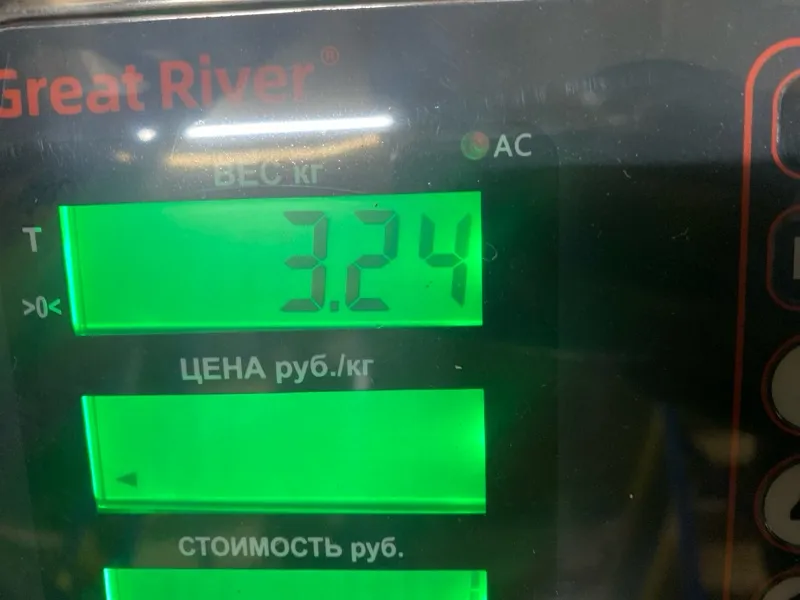 Great River®
AC
ВЕС кг
T
3.24
>0<
ЦЕНА руб./кг
СТОИМОСТЬ руб.